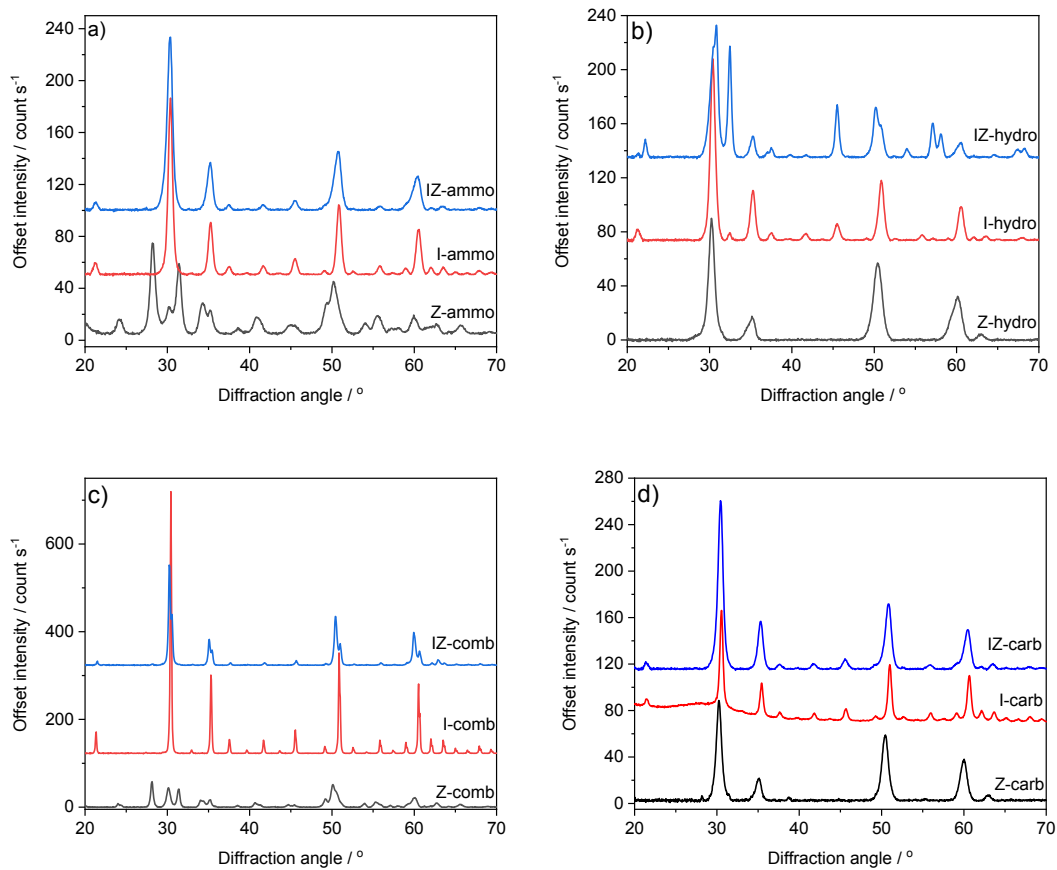 a)
240
200
160
120
80
40
0
Offset intensity / count s⁻¹
IZ-ammo
I-ammo
Z-ammo
20 30 40 50 60 70
Diffraction angle / °
b)
240
200
160
120
80
40
0
Offset intensity / count s⁻¹
IZ-hydro
I-hydro
Z-hydro
20 30 40 50 60 70
Diffraction angle / °
c)
600
400
200
0
Offset intensity / count s⁻¹
IZ-comb
I-comb
Z-comb
20 30 40 50 60 70
Diffraction angle / °
d)
280
240
200
160
120
80
40
0
Offset intensity / count s⁻¹
IZ-carb
I-carb
Z-carb
20 30 40 50 60 70
Diffraction angle / °